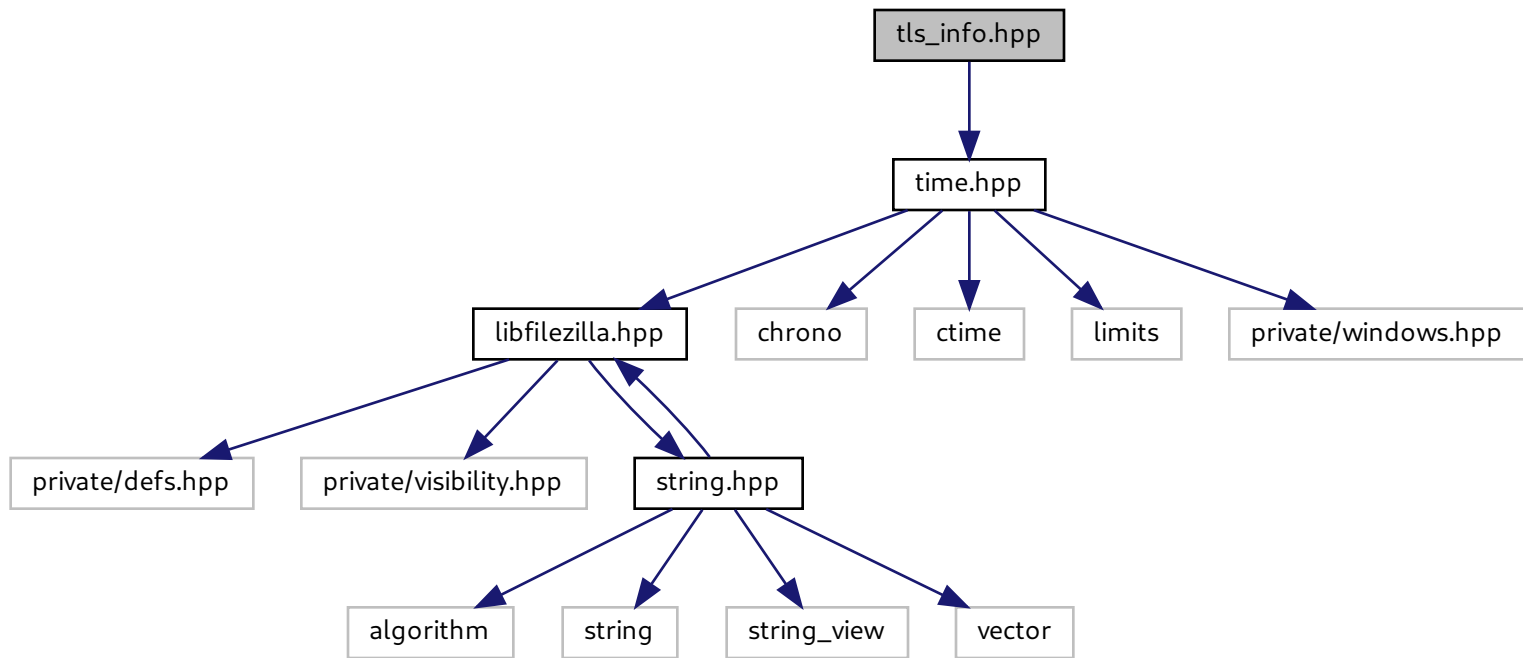 tls_info.hpp
time.hpp
libfilezilla.hpp
chrono
ctime
limits
private/windows.hpp
private/defs.hpp
private/visibility.hpp
string.hpp
algorithm
string
string_view
vector